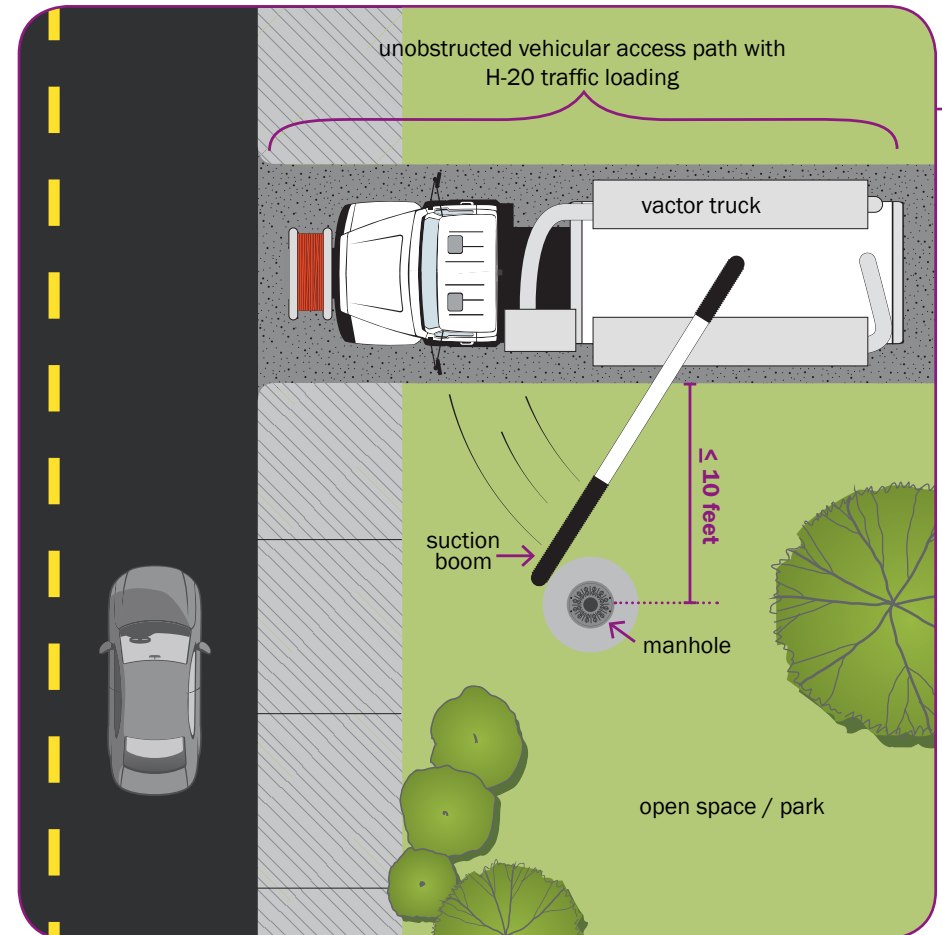 unobstructed vehicular access path with
H-20 traffic loading
vactor truck
≤ 10 feet
suction
boom
manhole
open space / park